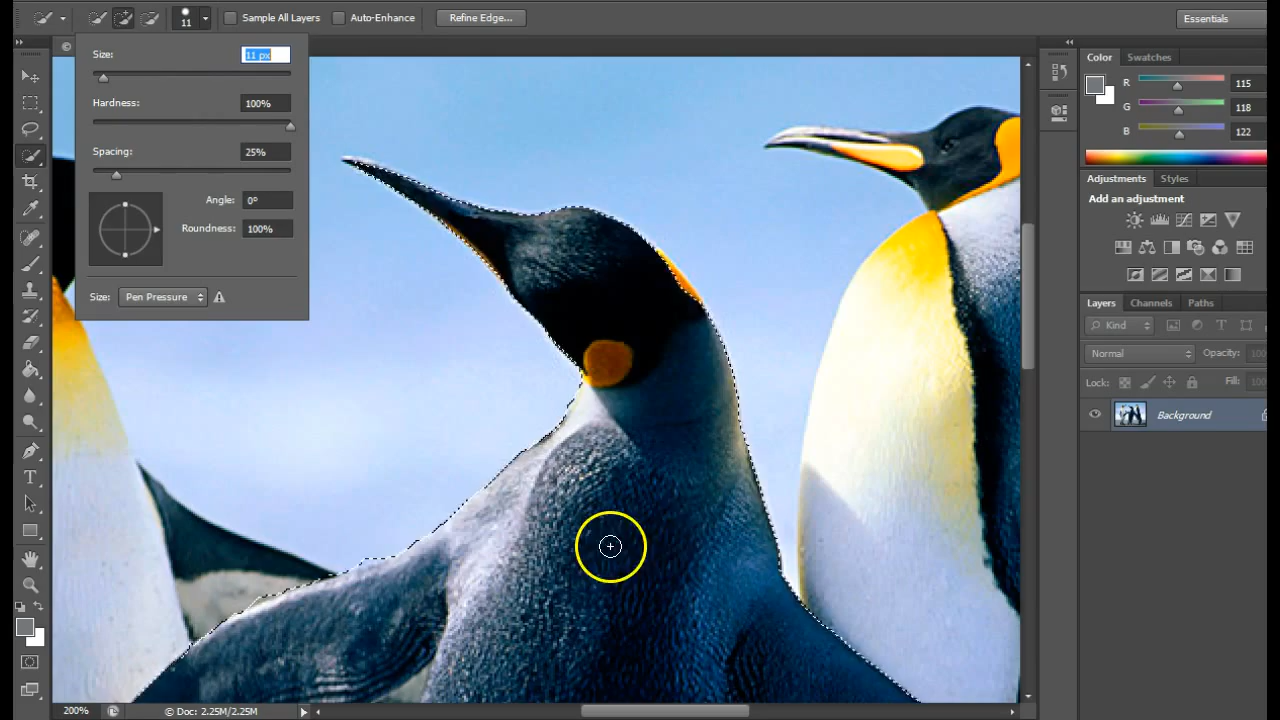 11
Sample All Layers
Auto-Enhance
Refine Edge...
Essentials
Size:
11 px
Hardness:
100%
Spacing:
25%
Angle:
0°
Roundness:
100%
Size:
Pen Pressure
Color
Swatches
R
115
G
118
B
122
Adjustments
Styles
Add an adjustment
Layers
Channels
Paths
Kind
Normal
Opacity:
Lock:
Fill:
Background
200%
Doc: 2.25M/2.25M